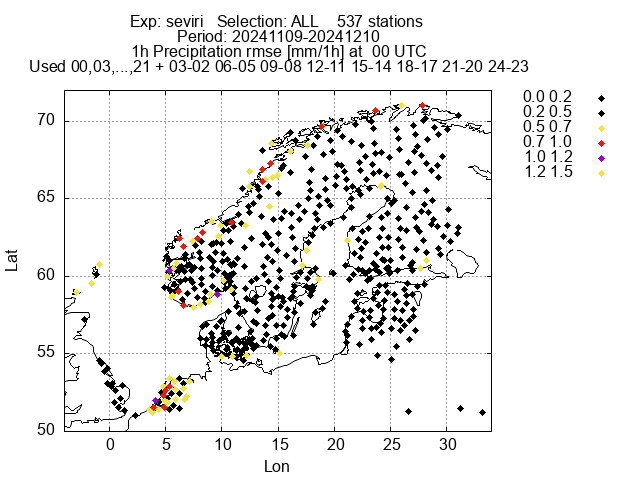 Exp: seviri   Selection: ALL    537 stations
Period: 20241109-20241210
1h Precipitation rmse [mm/1h] at  00 UTC
Used 00,03,...,21 + 03-02 06-05 09-08 12-11 15-14 18-17 21-20 24-23
0.0 0.2
0.2 0.5
0.5 0.7
0.7 1.0
1.0 1.2
1.2 1.5
70
65
60
55
50
Lat
0 5 10 15 20 25 30
Lon